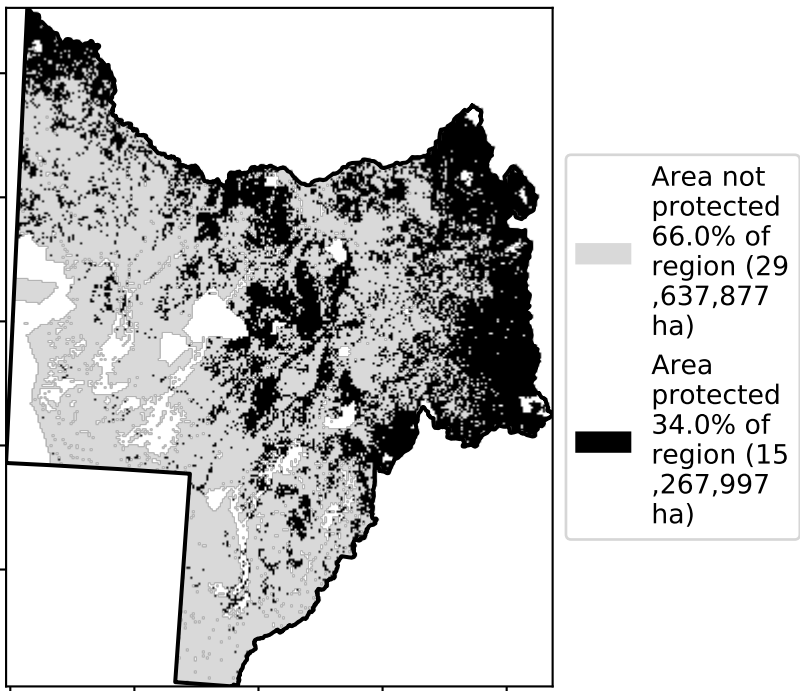 Area not
protected
66.0% of
region (29
,637,877
ha)
Area
protected
34.0% of
region (15
,267,997
ha)